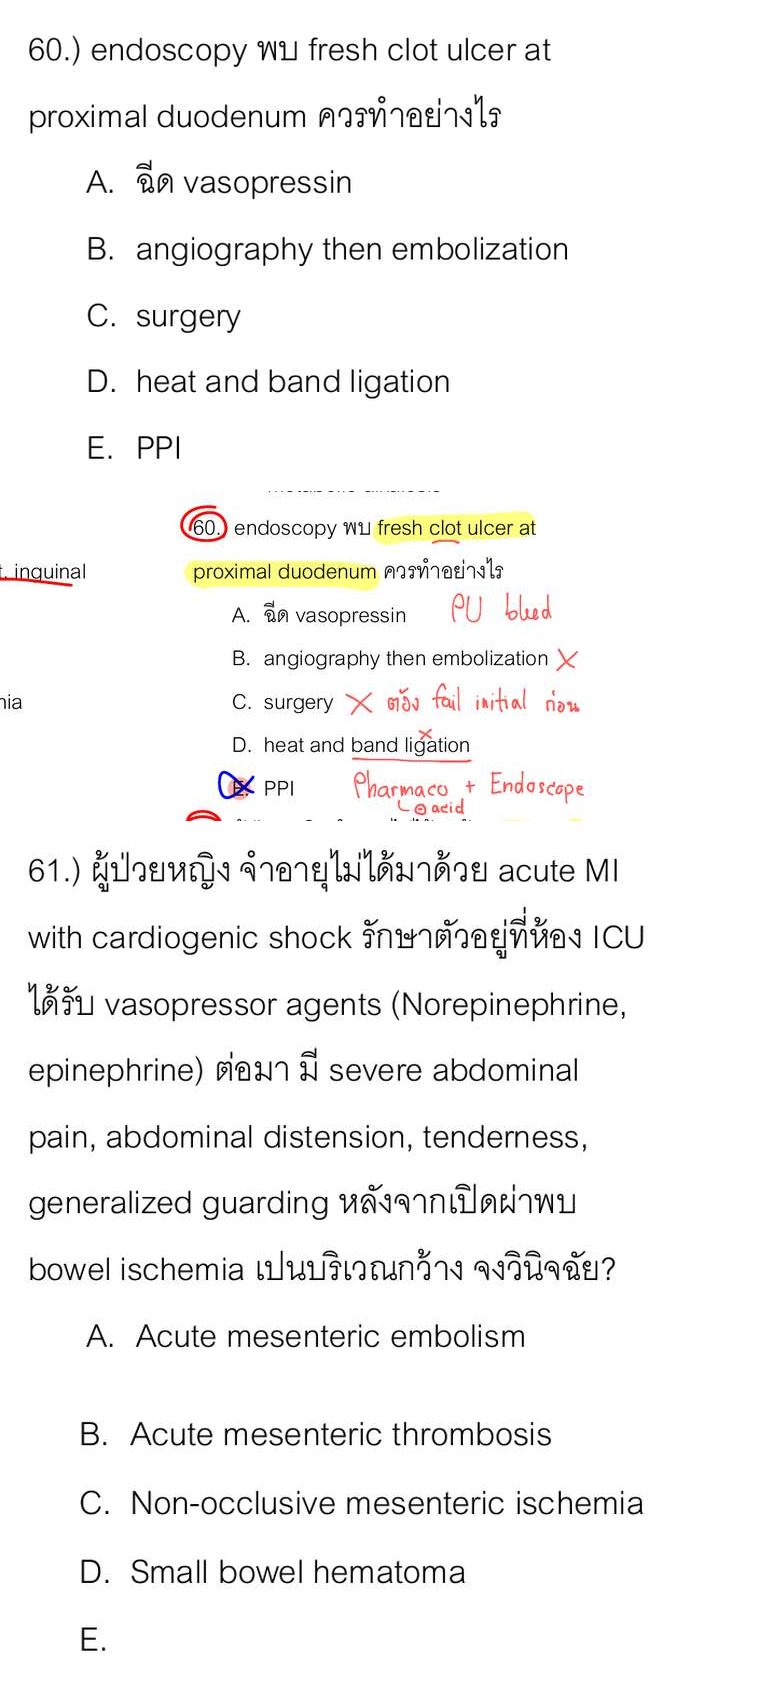 60.) endoscopy พบ fresh clot ulcer at
proximal duodenum ควรทำอย่างไร
A. ฉีด vasopressin
B. angiography then embolization
C. surgery
D. heat and band ligation
E. PPI
60.) endoscopy พบ fresh clot ulcer at
t. inguinal
proximal duodenum ควรทำอย่างไร
A. ฉีด vasopressin PU bleed
B. angiography then embolization X
nia
C. surgery X ต้อง fail initial ก่อน
D. heat and band ligation x
E. PPI Pharmaco + Endoscope
↳ ⊖ acid
61.) ผู้ป่วยหญิง จำอายุไม่ได้มาด้วย acute MI
with cardiogenic shock รักษาตัวอยู่ที่ห้อง ICU
ได้รับ vasopressor agents (Norepinephrine,
epinephrine) ต่อมา มี severe abdominal
pain, abdominal distension, tenderness,
generalized guarding หลังจากเปิดผ่าพบ
bowel ischemia เปนบริเวณกว้าง จงวินิจฉัย?
A. Acute mesenteric embolism
B. Acute mesenteric thrombosis
C. Non-occlusive mesenteric ischemia
D. Small bowel hematoma
E.